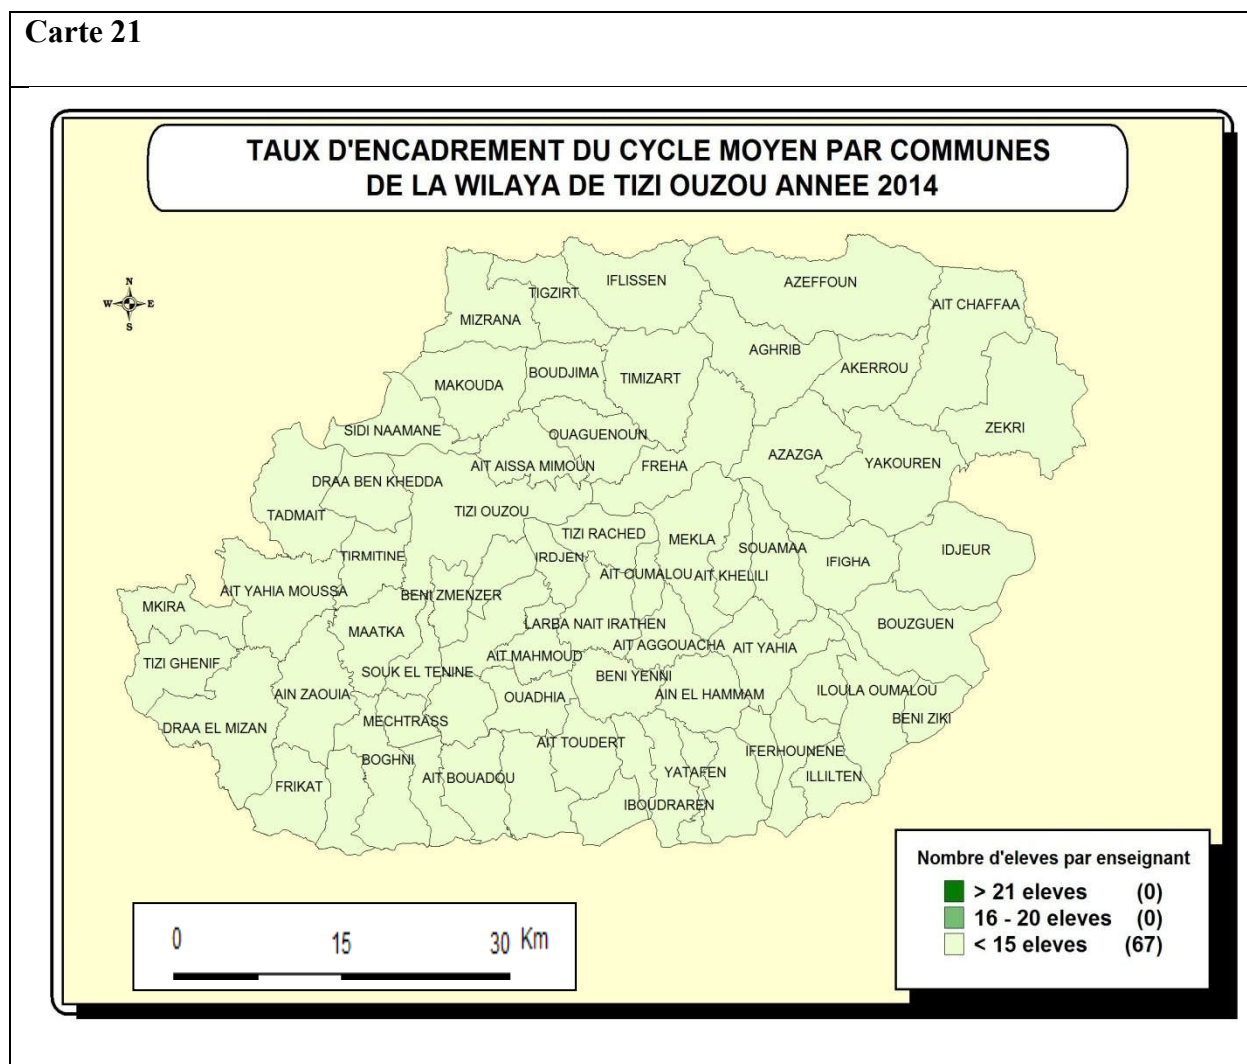 Carte 21
TAUX D'ENCADREMENT DU CYCLE MOYEN PAR COMMUNES
DE LA WILAYA DE TIZI OUZOU ANNEE 2014
N
W E
S
IFLISSEN
AZEFFOUN
TIGZIRT
AIT CHAFFAA
MIZRANA
AGHRIB
AKERROU
BOUDJIMA
TIMIZART
MAKOUDA
ZEKRI
SIDI NAAMANE
OUAGUENOUN
AZAZGA
YAKOUREN
AIT AISSA MIMOUN
FREHA
DRAA BEN KHEDDA
TADMAIT
TIZI OUZOU
TIZI RACHED
MEKLA
SOUAMAA
IDJEUR
TIRMITINE
IRDJEN
IFIGHA
AIT OUMALOU
AIT KHELILI
AIT YAHIA MOUSSA
BENI ZMENZER
MKIRA
MAATKA
LARBA NAIT IRATHEN
BOUZGUEN
AIT AGGOUACHA
AIT YAHIA
TIZI GHENIF
AIT MAHMOUD
SOUK EL TENINE
BENI YENNI
AIN ZAOUIA
OUADHIA
AIN EL HAMMAM
ILOULA OUMALOU
MECHTRASS
BENI ZIKI
DRAA EL MIZAN
AIT TOUDERT
IFERHOUNENE
BOGHNI
AIT BOUADOU
YATAFEN
ILLILTEN
FRIKAT
IBOUDRAREN
Nombre d'eleves par enseignant
> 21 eleves (0)
16 - 20 eleves (0)
< 15 eleves (67)
0 15 30 Km